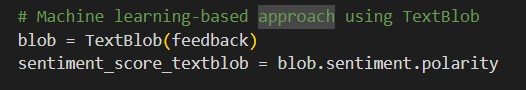 # Machine learning-based approach using TextBlob
blob = TextBlob(feedback)
sentiment_score_textblob = blob.sentiment.polarity